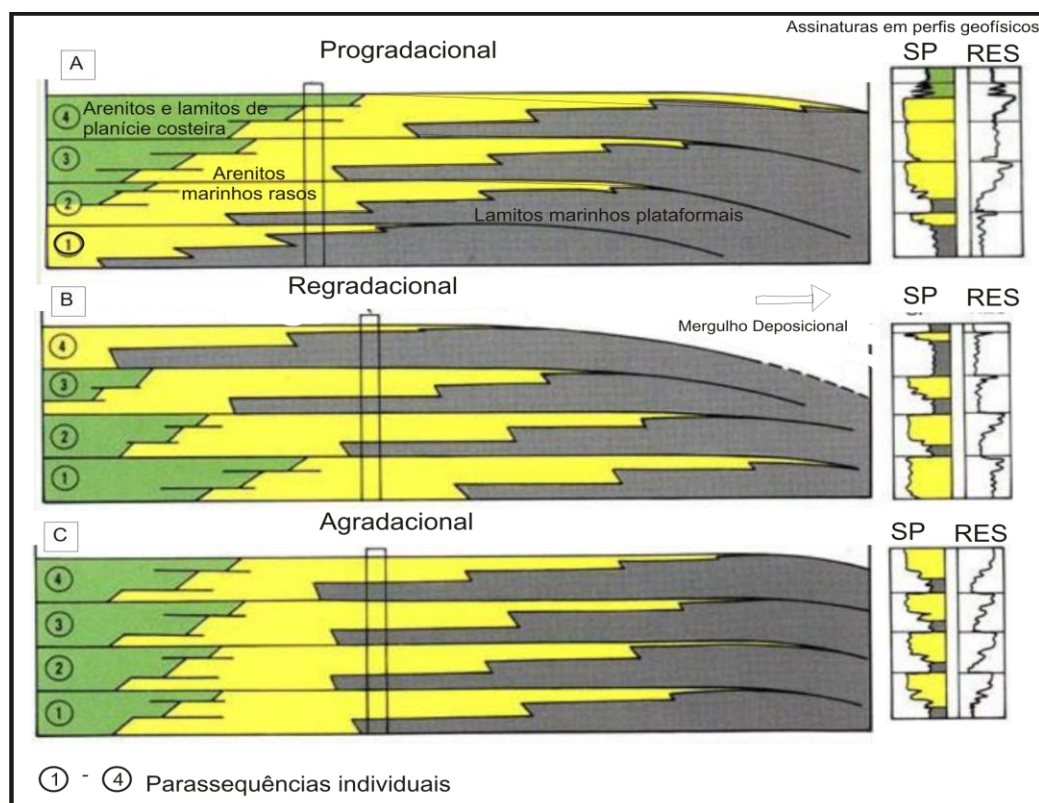 Assinaturas em perfis geofísicos
SP RES
A
Progradacional
4
Arenitos e lamitos de
planície costeira
3
Arenitos
marinhos rasos
2
Lamitos marinhos plataformais
1
B
Regradacional
Mergulho Deposicional
SP RES
4
3
2
1
C
Agradacional
SP RES
4
3
2
1
1 - 4 Parassequências individuais